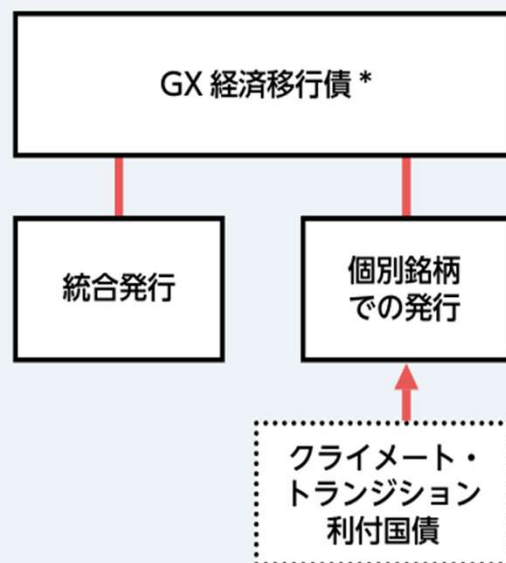 GX 経済移行債 *
統合発行
個別銘柄
での発行
クライメート・
トランジション
利付国債